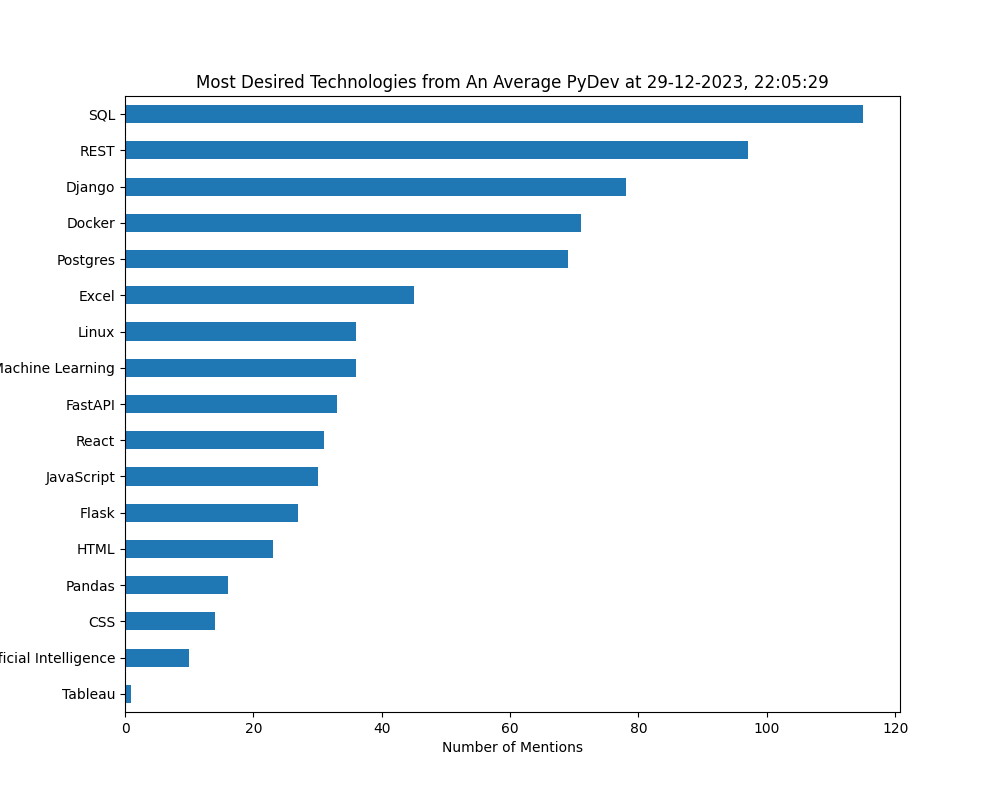 Most Desired Technologies from An Average PyDev at 29-12-2023, 22:05:29
SQL
REST
Django
Docker
Postgres
Excel
Linux
Machine Learning
FastAPI
React
JavaScript
Flask
HTML
Pandas
CSS
ficial Intelligence
Tableau
0 20 40 60 80 100 120
Number of Mentions